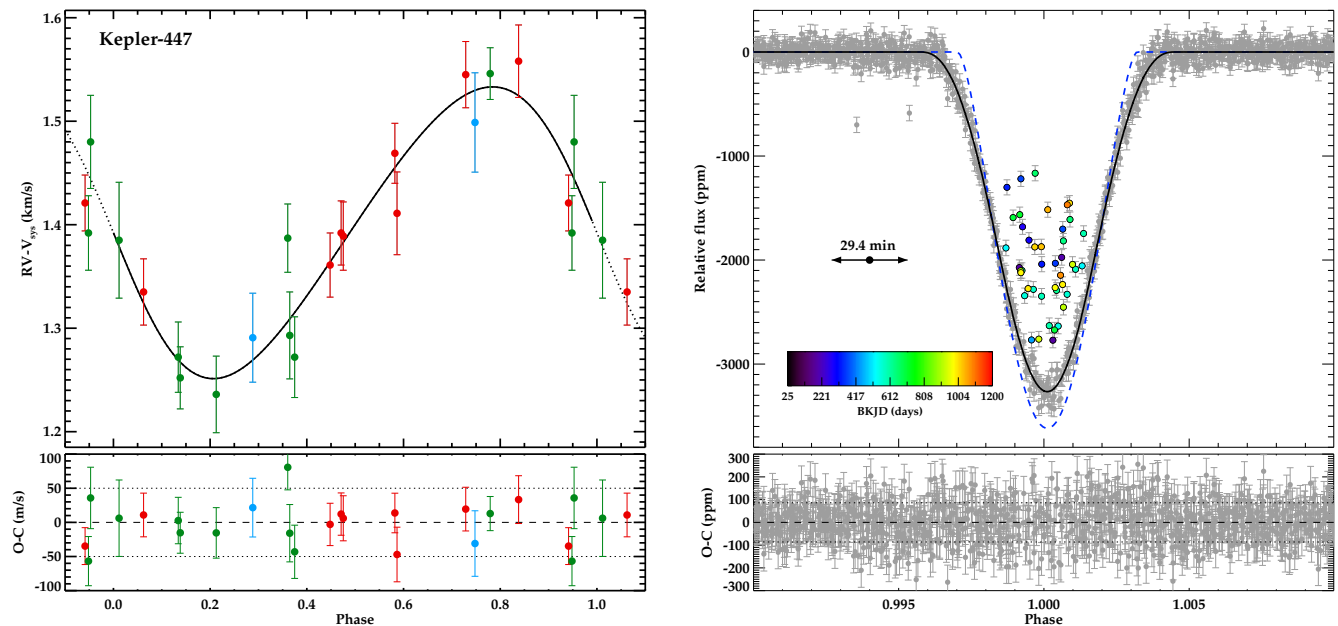 Kepler-447
1.6
1.5
1.4
1.3
1.2
RV-Vsys (km/s)
100
50
0
-50
-100
O-C (m/s)
0.0 0.2 0.4 0.6 0.8 1.0
Phase
0
-1000
-2000
-3000
Relative flux (ppm)
29.4 min
25 221 417 612 808 1004 1200
BKJD (days)
300
200
100
0
-100
-200
-300
O-C (ppm)
0.995 1.000 1.005
Phase